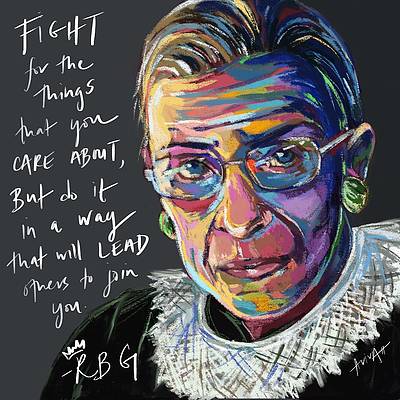 FIGHT
for the
things
that you
CARE ABOUT,
BUt do it
in a way
that will LEAD
others to join
you.
-RBG